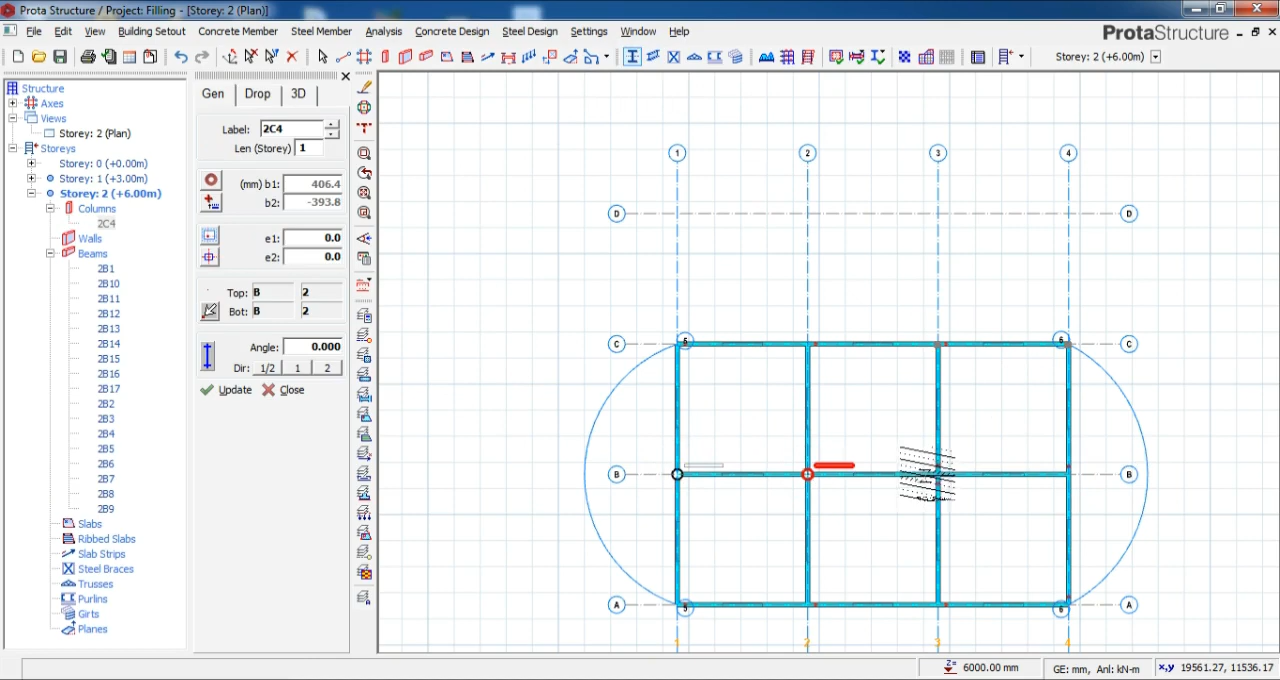 Prota Structure / Project: Filling - [Storey: 2 (Plan)]
File Edit View Building Setout Concrete Member Steel Member Analysis Concrete Design Steel Design Settings Window Help
ProtaStructure
Storey: 2 (+6.00m)
Structure
Axes
Views
Storey: 2 (Plan)
Storeys
Storey: 0 (+0.00m)
Storey: 1 (+3.00m)
Storey: 2 (+6.00m)
Columns
2C4
Walls
Beams
2B1
2B10
2B11
2B12
2B13
2B14
2B15
2B16
2B17
2B2
2B3
2B4
2B5
2B6
2B7
2B8
2B9
Slabs
Ribbed Slabs
Slab Strips
Steel Braces
Trusses
Purlins
Girts
Planes
Gen Drop 3D
Label: 2C4
Len (Storey) 1
(mm) b1: 406.4
b2: -393.8
e1: 0.0
e2: 0.0
Top: B 2
Bot: B 2
Angle: 0.000
Dir: 1/2 1 2
Update Close
1 2 3 4
D D
C 5 6 C
B B
A 5 6 A
1 2 3 4
Z= 6000.00 mm GE: mm, Anl: kN-m x,y 19561.27, 11536.17